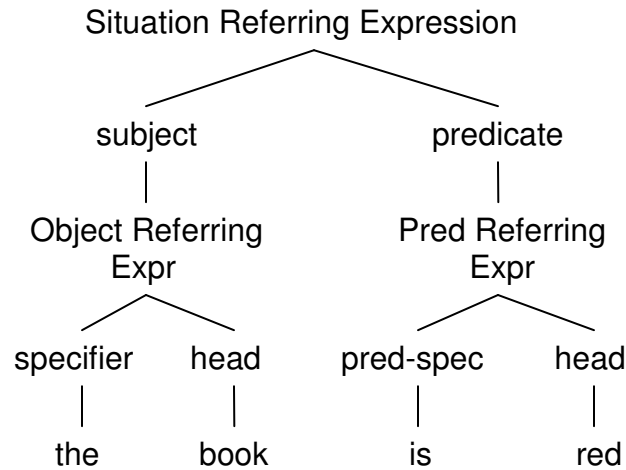 Situation Referring Expression
subject predicate
Object Referring Expr Pred Referring Expr
specifier head pred-spec head
the book is red